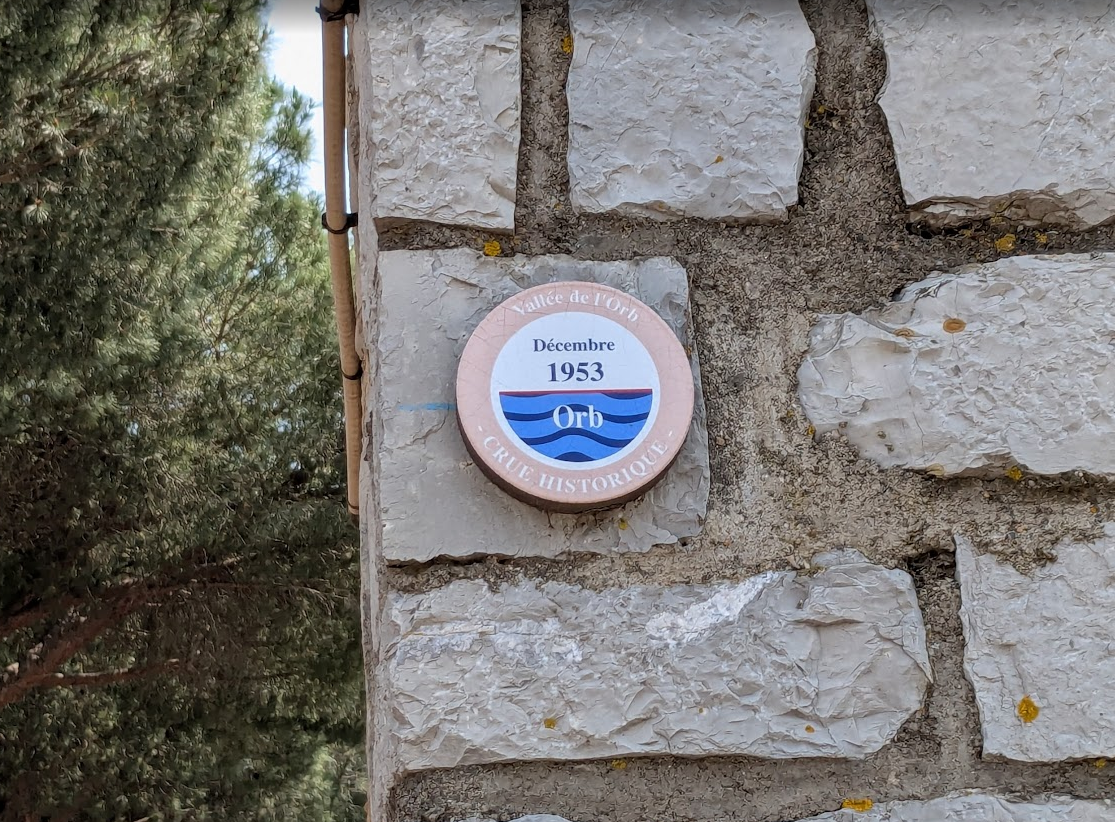 Vallée de l'Orb
Décembre
1953
Orb
- CRUE HISTORIQUE -